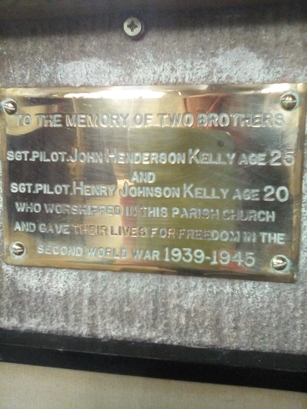 TO THE MEMORY OF TWO BROTHERS
SGT.PILOT.JOHN HENDERSON KELLY AGE 25
AND
SGT.PILOT.HENRY JOHNSON KELLY AGE 20
WHO WORSHIPPED IN THIS PARISH CHURCH
AND GAVE THEIR LIVES FOR FREEDOM IN THE
SECOND WORLD WAR 1939-1945